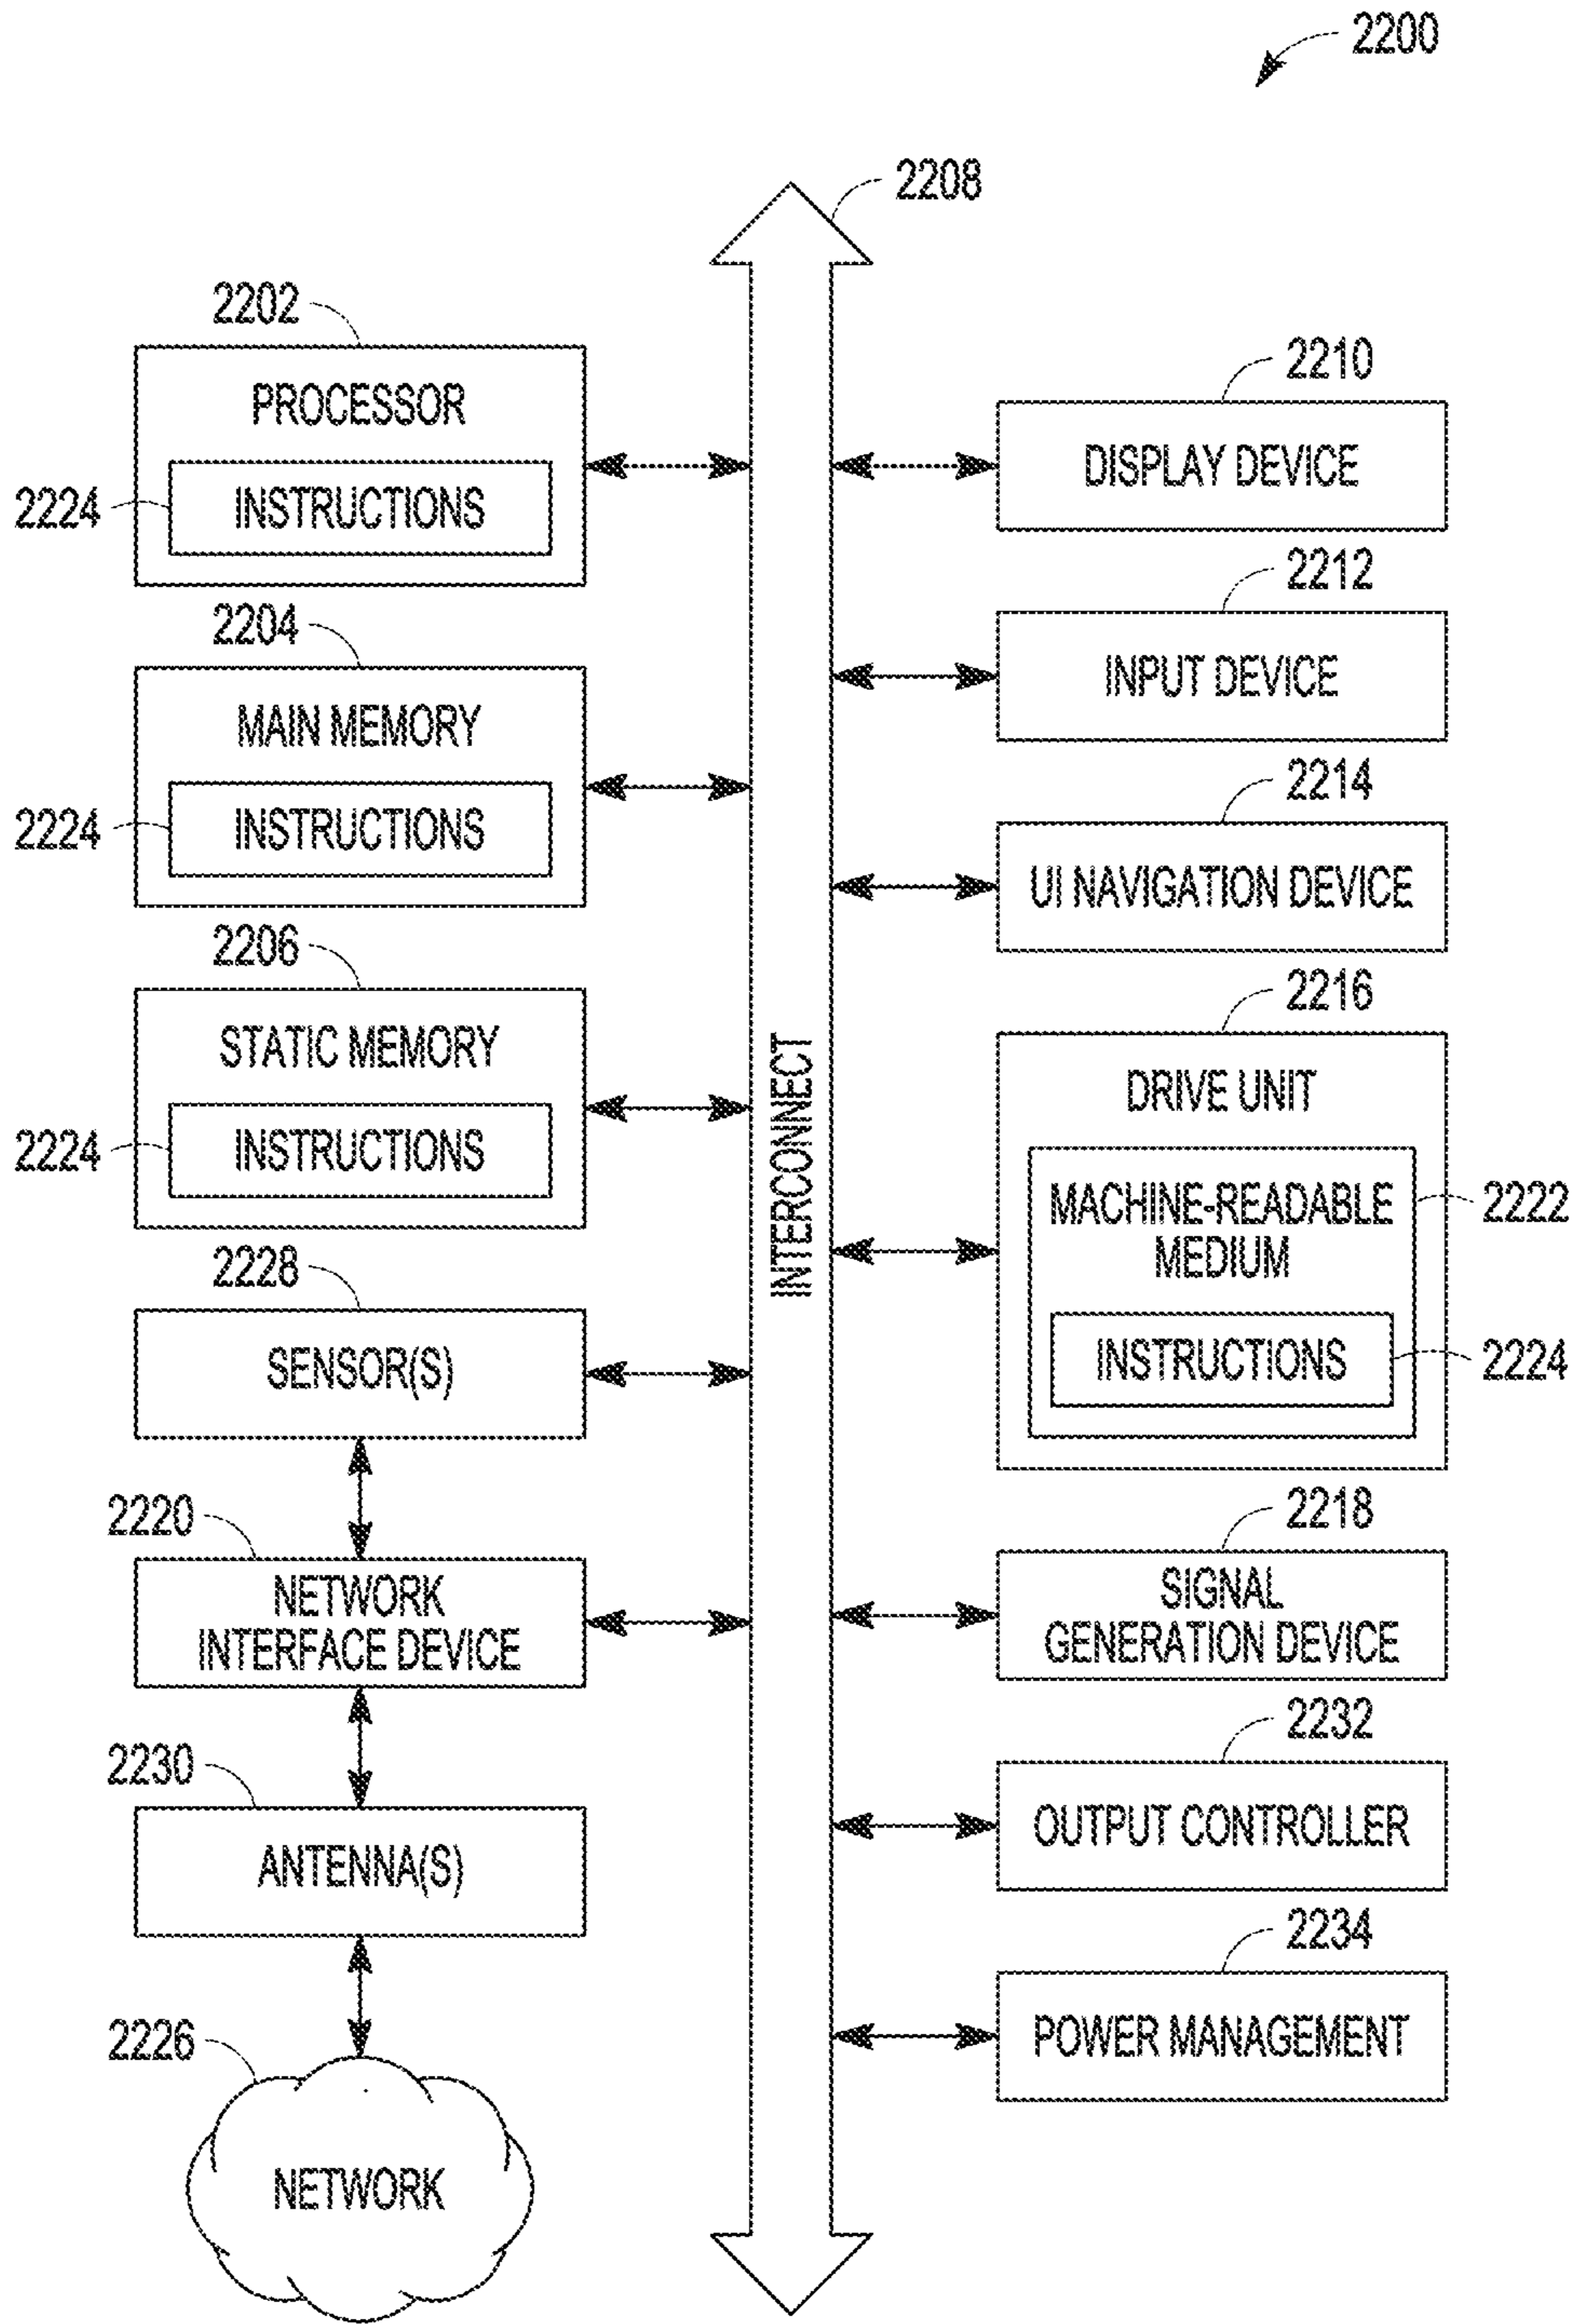 2200
2208
2202
PROCESSOR
2224
INSTRUCTIONS
2204
MAIN MEMORY
2224
INSTRUCTIONS
2206
STATIC MEMORY
2224
INSTRUCTIONS
2228
SENSOR(S)
2220
NETWORK
INTERFACE DEVICE
2230
ANTENNA(S)
2226
NETWORK
INTERCONNECT
2210
DISPLAY DEVICE
2212
INPUT DEVICE
2214
UI NAVIGATION DEVICE
2216
DRIVE UNIT
MACHINE-READABLE
MEDIUM
2222
INSTRUCTIONS
2224
2218
SIGNAL
GENERATION DEVICE
2232
OUTPUT CONTROLLER
2234
POWER MANAGEMENT